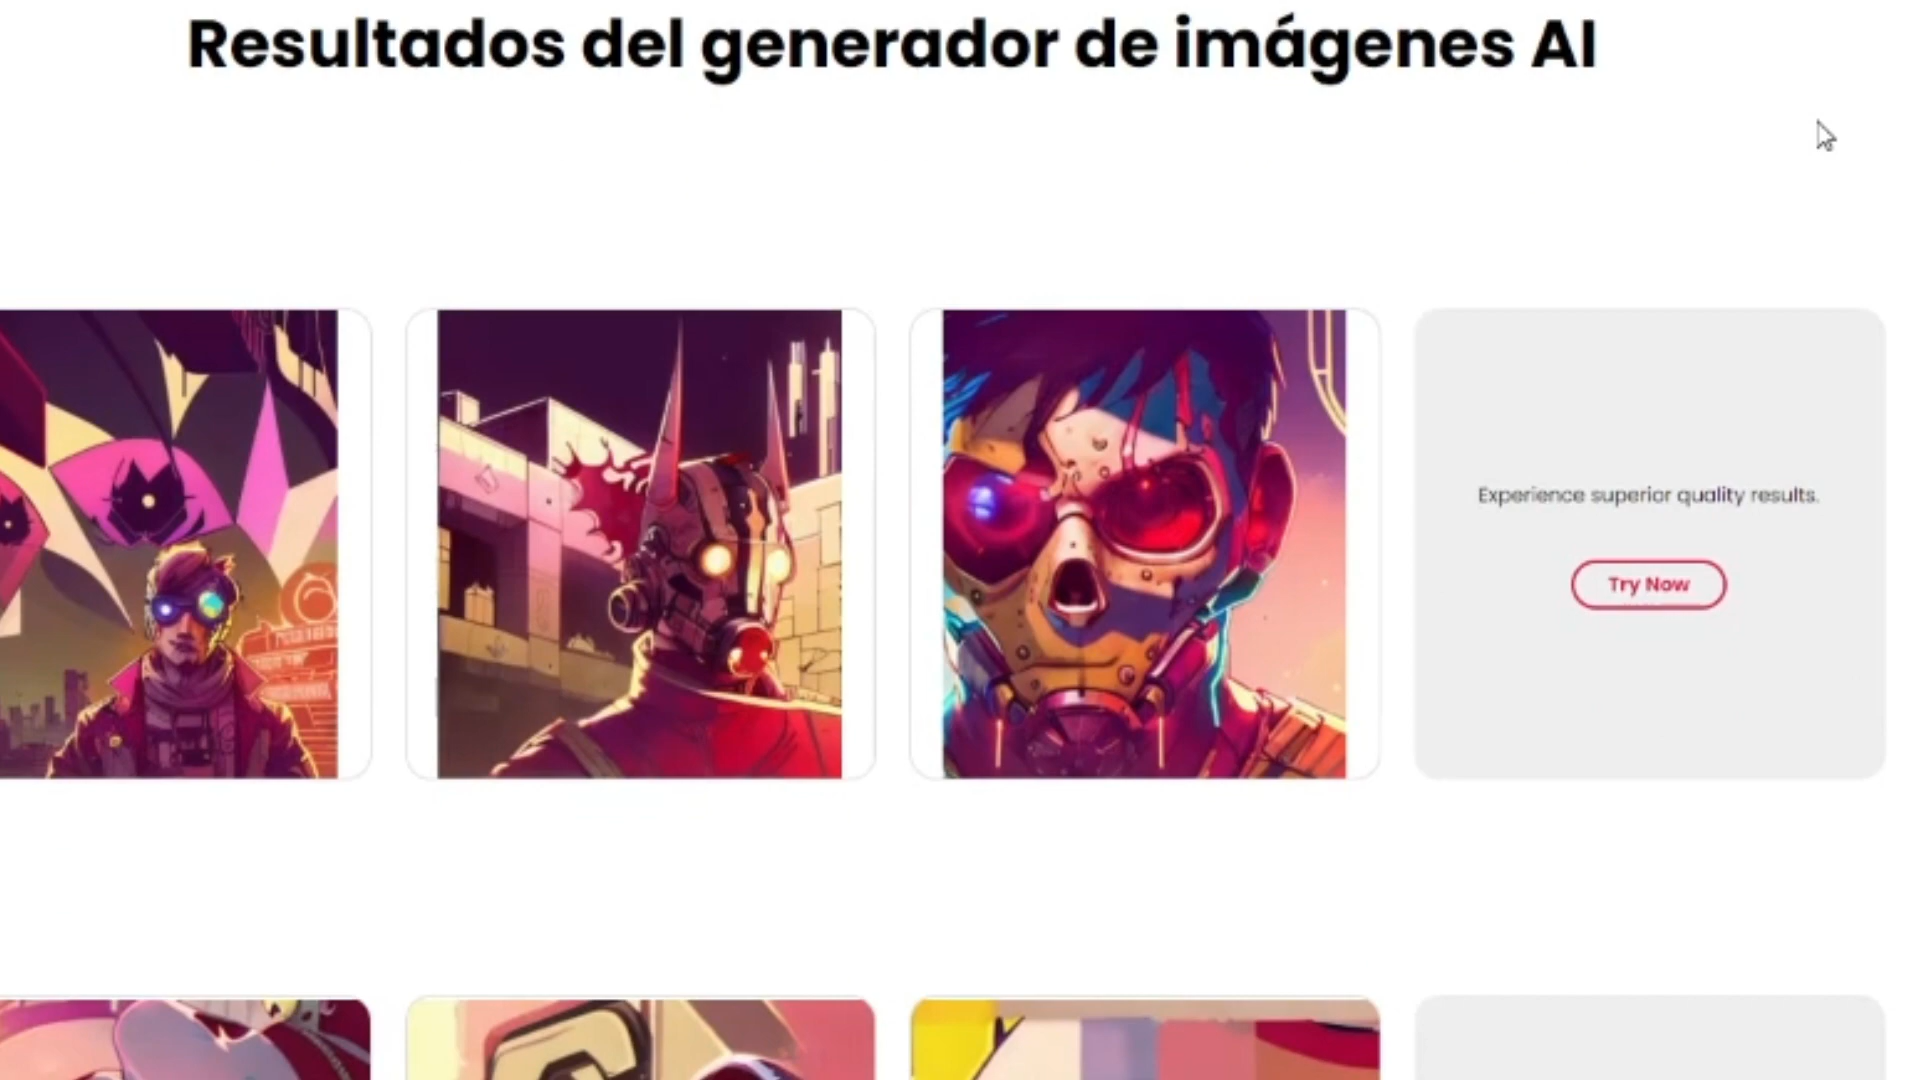 Resultados del generador de imágenes AI
Experience superior quality results.
Try Now